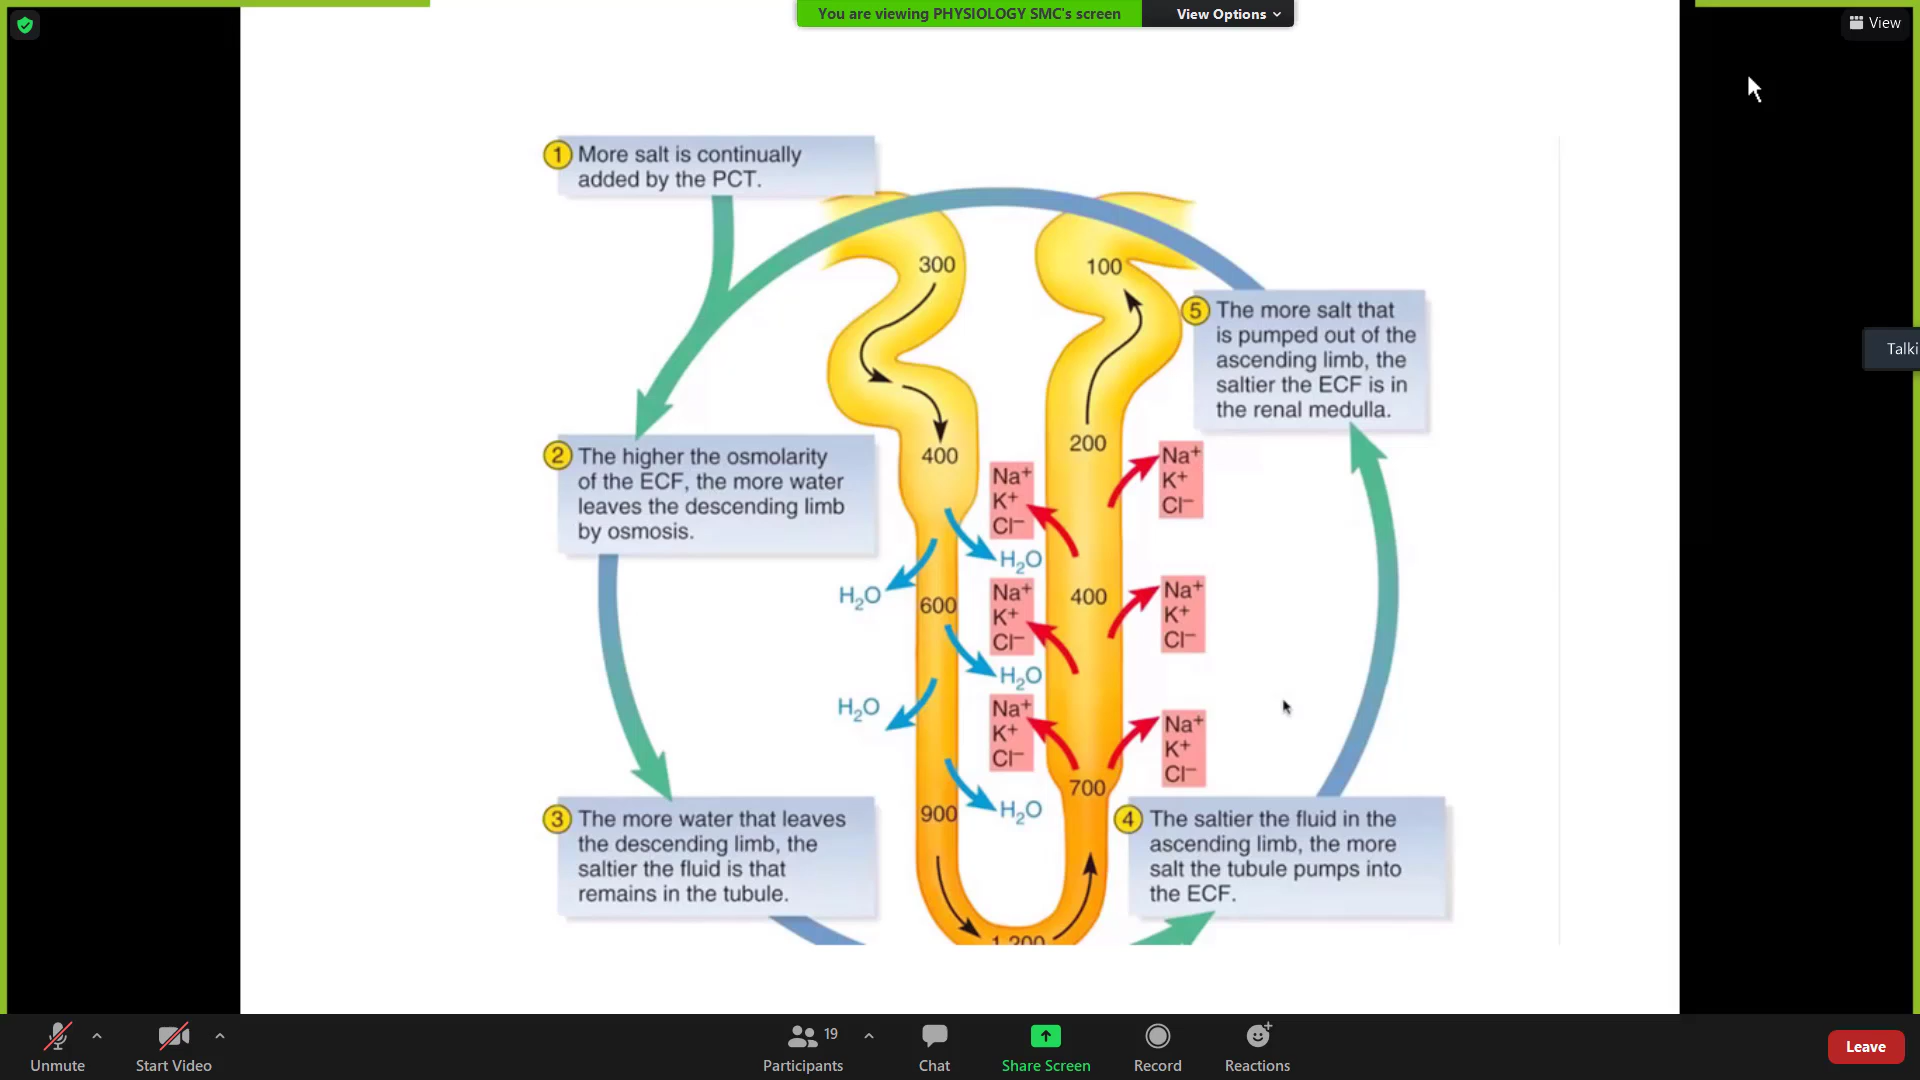 You are viewing PHYSIOLOGY SMC's screen
View Options
View
1 More salt is continually
added by the PCT.
300
100
5 The more salt that
is pumped out of the
ascending limb, the
saltier the ECF is in
the renal medulla.
2 The higher the osmolarity
of the ECF, the more water
leaves the descending limb
by osmosis.
400
200
Na⁺
K⁺
Cl⁻
Na⁺
K⁺
Cl⁻
H₂O
H₂O
600
Na⁺
K⁺
Cl⁻
400
Na⁺
K⁺
Cl⁻
H₂O
H₂O
Na⁺
K⁺
Cl⁻
Na⁺
K⁺
Cl⁻
700
900
H₂O
3 The more water that leaves
the descending limb, the
saltier the fluid is that
remains in the tubule.
4 The saltier the fluid in the
ascending limb, the more
salt the tubule pumps into
the ECF.
1,200
Talki
Unmute
Start Video
19
Participants
Chat
Share Screen
Record
Reactions
Leave